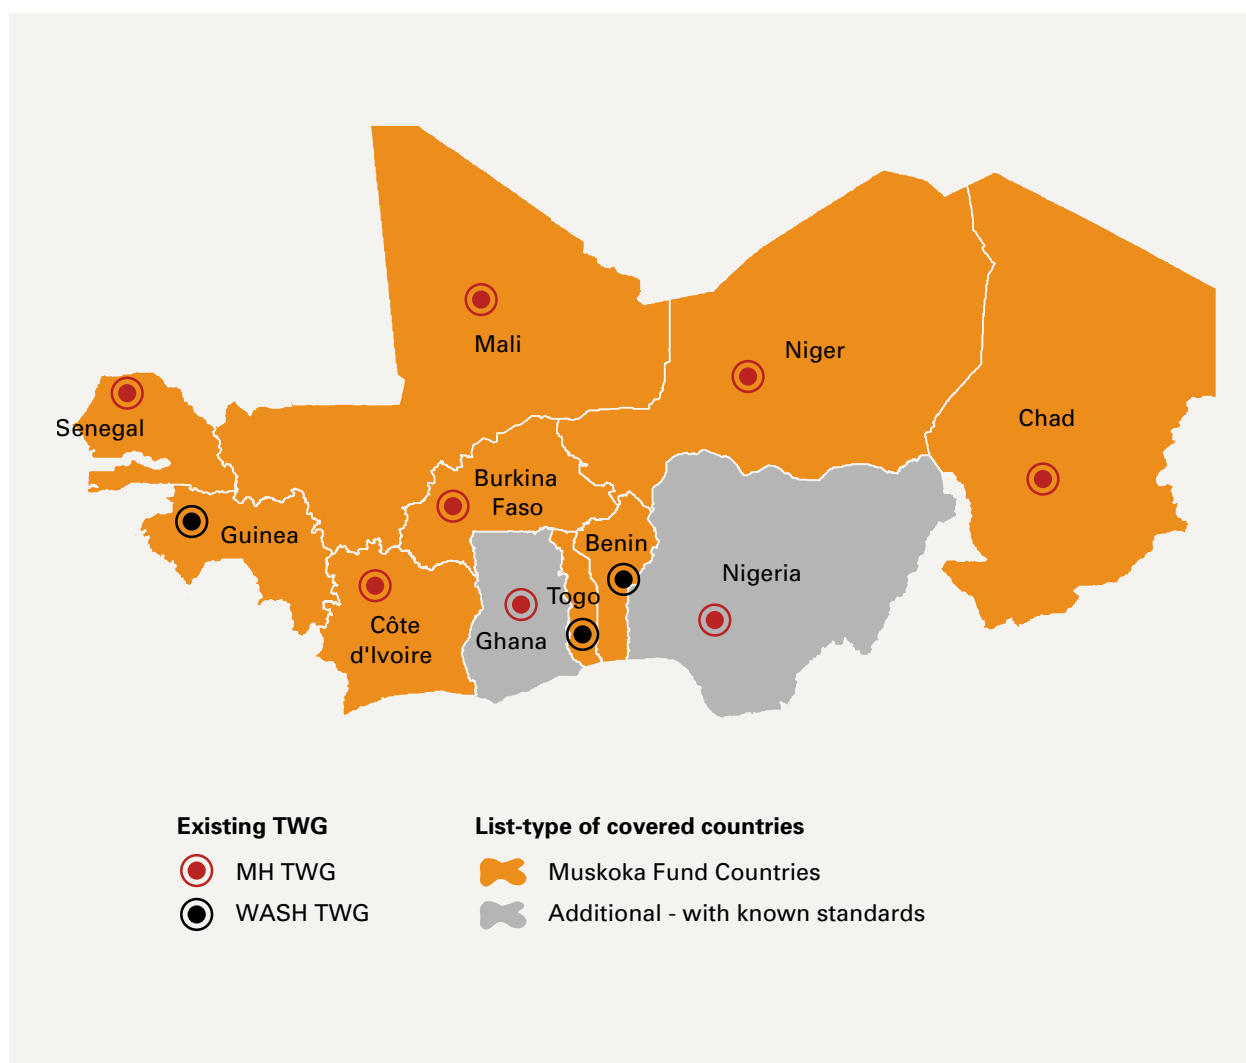 Mali
Niger
Chad
Senegal
Burkina
Faso
Guinea
Benin
Nigeria
Togo
Côte
d'Ivoire
Ghana
Existing TWG
MH TWG
WASH TWG
List-type of covered countries
Muskoka Fund Countries
Additional - with known standards